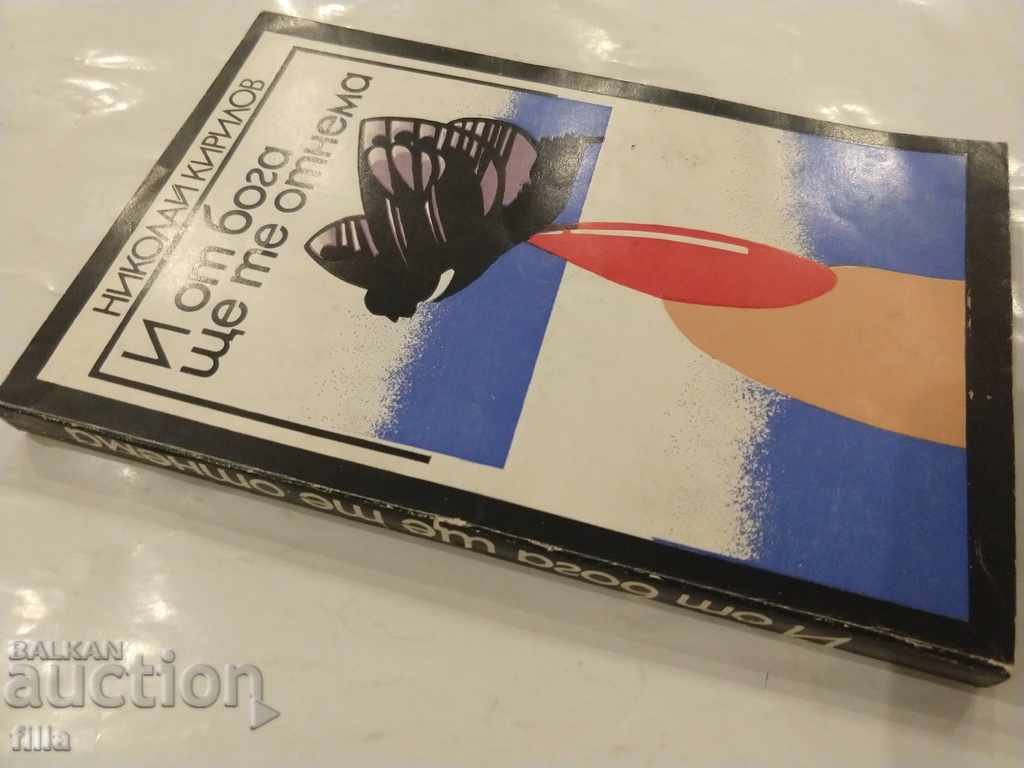 НИКОЛАЙ КИРИЛОВ
И от бога
ще те отнема
И от бога ще те отнема
BALKAN
auction
filla